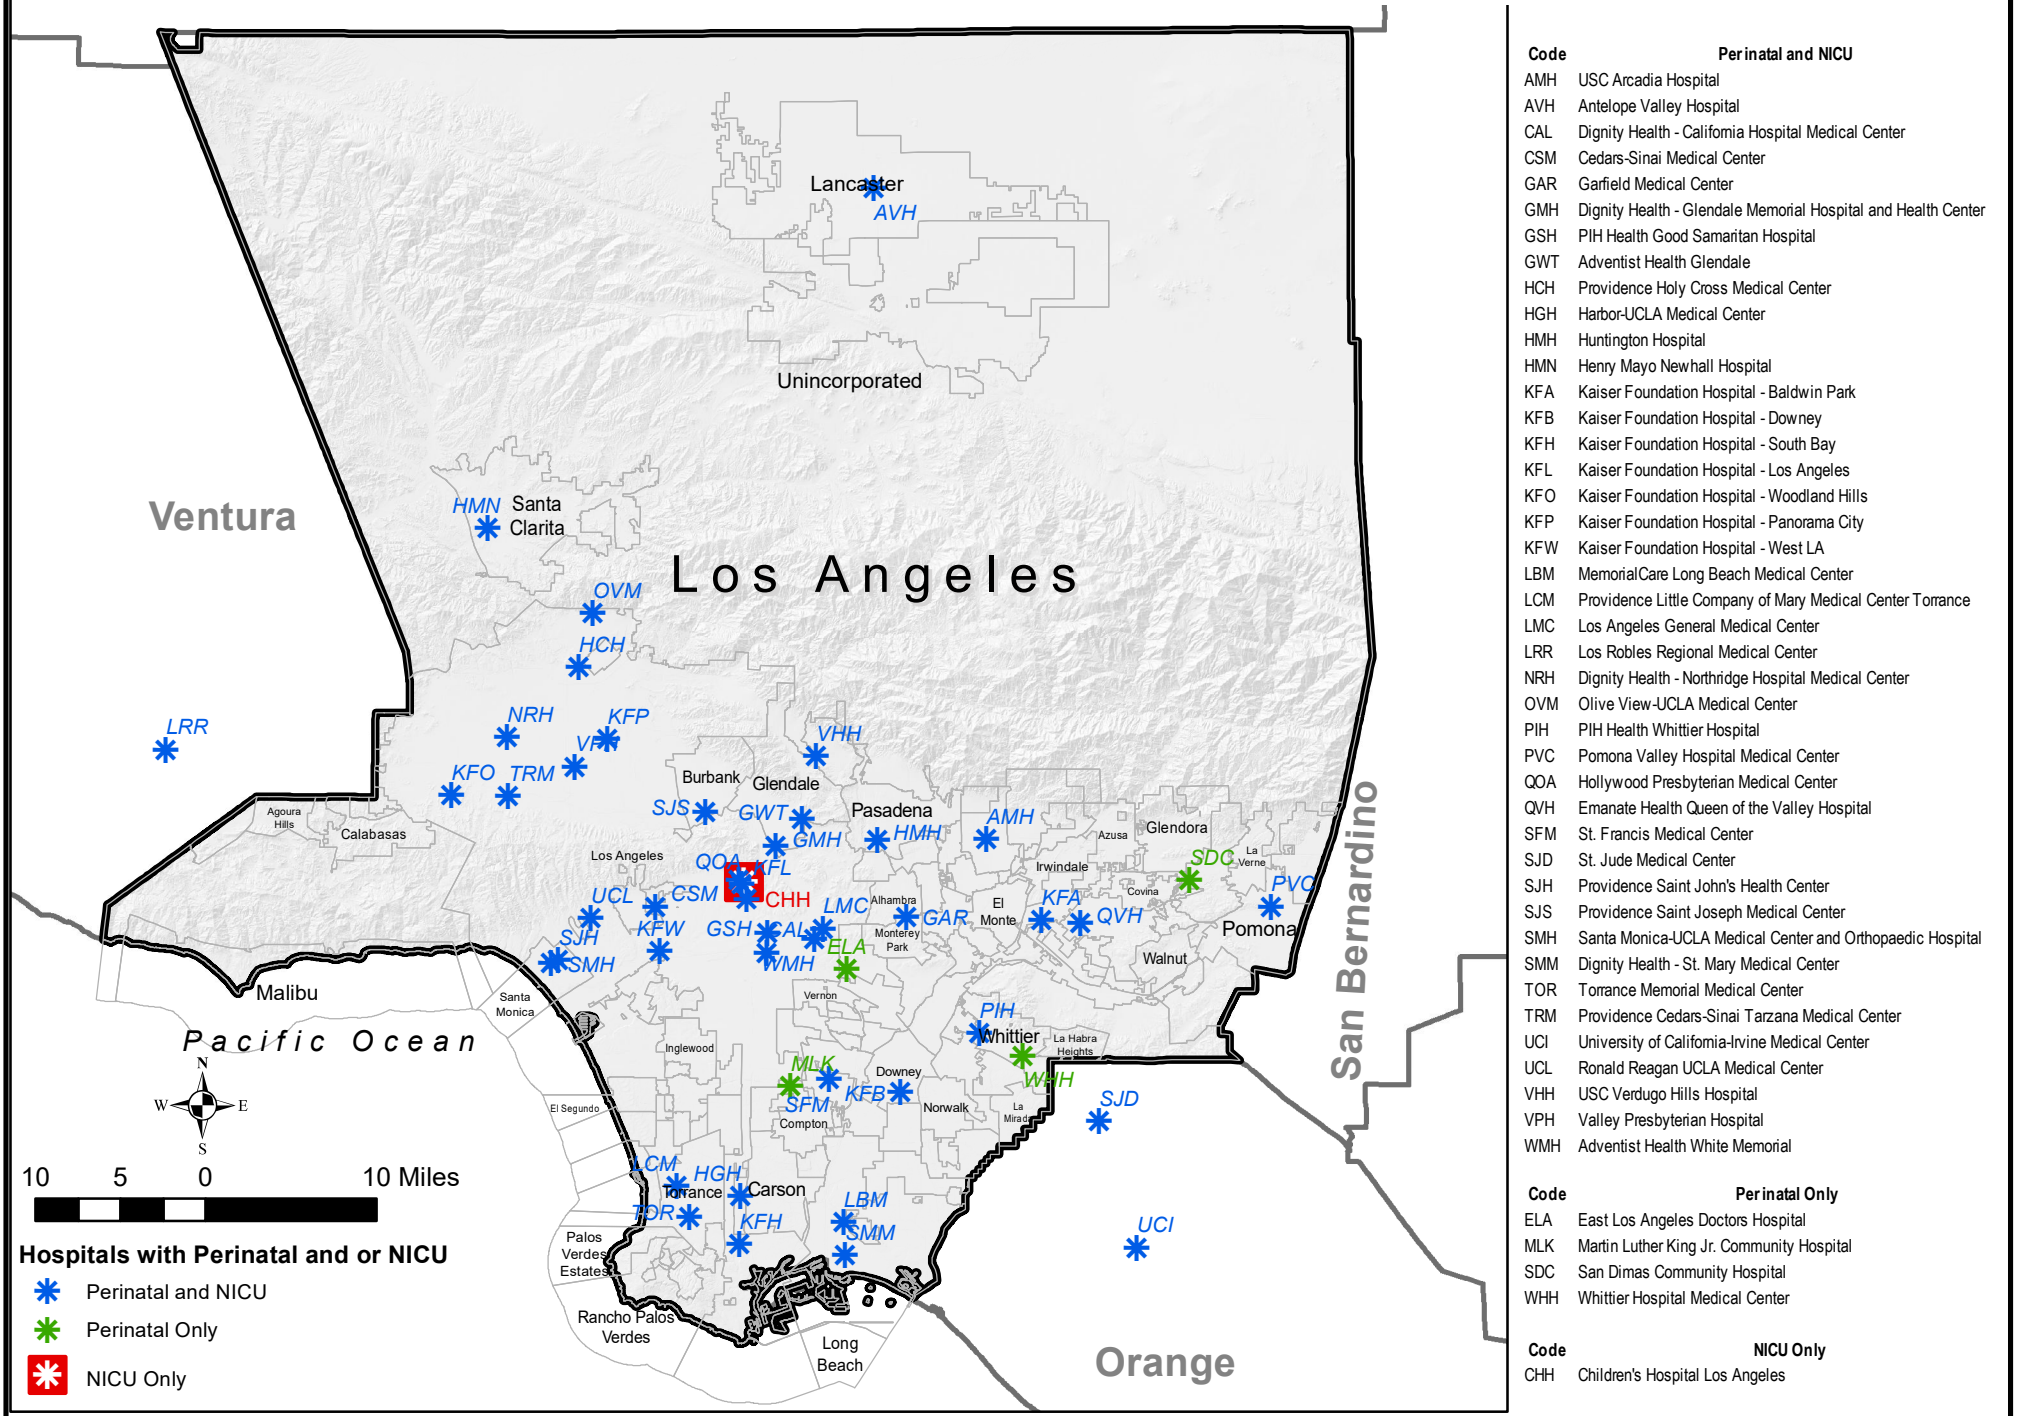 Lancaster
AVH
Unincorporated
Ventura
HMN
Santa
Clarita
Los Angeles
OVM
HCH
LRR
NRH
KFP
VPH
VHH
KFO
TRM
Burbank
Glendale
SJS
GWT
Pasadena
GMH
HMH
AMH
Azusa
Glendora
Agoura
Hills
Calabasas
Los Angeles
QOA
KFL
CHH
Irwindale
SDC
La
Verne
PVC
Pomona
UCL
CSM
Alhambra
El
Monte
KFA
Covina
QVH
LMC
GAR
SJH
KFW
GSH
CAL
Monterey
Park
ELA
SMH
WMH
Walnut
Malibu
Santa
Monica
Vernon
PIH
Whittier
La Habra
Heights
WHH
San Bernardino
Pacific Ocean
N
W
E
S
Inglewood
MLK
SFM
Compton
KFB
Downey
Norwalk
La
Mirada
SJD
El Segundo
LCM
HGH
Torrance
Carson
TOR
KFH
LBM
SMM
UCI
Palos
Verdes
Estates
Rancho Palos
Verdes
Long
Beach
Orange
10 5 0 10 Miles
Hospitals with Perinatal and or NICU
Perinatal and NICU
Perinatal Only
NICU Only
Code Perinatal and NICU
AMH USC Arcadia Hospital
AVH Antelope Valley Hospital
CAL Dignity Health - California Hospital Medical Center
CSM Cedars-Sinai Medical Center
GAR Garfield Medical Center
GMH Dignity Health - Glendale Memorial Hospital and Health Center
GSH PIH Health Good Samaritan Hospital
GWT Adventist Health Glendale
HCH Providence Holy Cross Medical Center
HGH Harbor-UCLA Medical Center
HMH Huntington Hospital
HMN Henry Mayo Newhall Hospital
KFA Kaiser Foundation Hospital - Baldwin Park
KFB Kaiser Foundation Hospital - Downey
KFH Kaiser Foundation Hospital - South Bay
KFL Kaiser Foundation Hospital - Los Angeles
KFO Kaiser Foundation Hospital - Woodland Hills
KFP Kaiser Foundation Hospital - Panorama City
KFW Kaiser Foundation Hospital - West LA
LBM MemorialCare Long Beach Medical Center
LCM Providence Little Company of Mary Medical Center Torrance
LMC Los Angeles General Medical Center
LRR Los Robles Regional Medical Center
NRH Dignity Health - Northridge Hospital Medical Center
OVM Olive View-UCLA Medical Center
PIH PIH Health Whittier Hospital
PVC Pomona Valley Hospital Medical Center
QOA Hollywood Presbyterian Medical Center
QVH Emanate Health Queen of the Valley Hospital
SFM St. Francis Medical Center
SJD St. Jude Medical Center
SJH Providence Saint John's Health Center
SJS Providence Saint Joseph Medical Center
SMH Santa Monica-UCLA Medical Center and Orthopaedic Hospital
SMM Dignity Health - St. Mary Medical Center
TOR Torrance Memorial Medical Center
TRM Providence Cedars-Sinai Tarzana Medical Center
UCI University of California-Irvine Medical Center
UCL Ronald Reagan UCLA Medical Center
VHH USC Verdugo Hills Hospital
VPH Valley Presbyterian Hospital
WMH Adventist Health White Memorial
Code Perinatal Only
ELA East Los Angeles Doctors Hospital
MLK Martin Luther King Jr. Community Hospital
SDC San Dimas Community Hospital
WHH Whittier Hospital Medical Center
Code NICU Only
CHH Children's Hospital Los Angeles